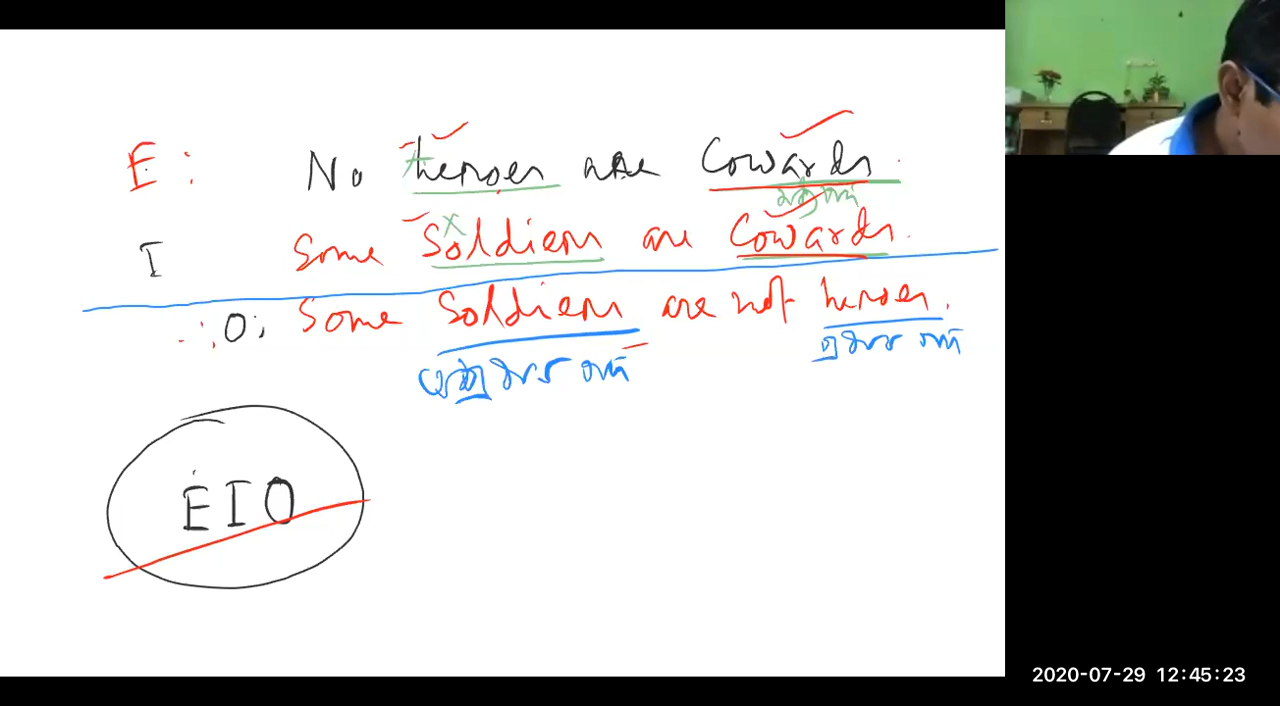 E: No heroes are Cowards.
I Some Soldiers are Cowards.
∴ O: Some Soldiers are not heroes.
EIO
2020-07-29 12:45:23